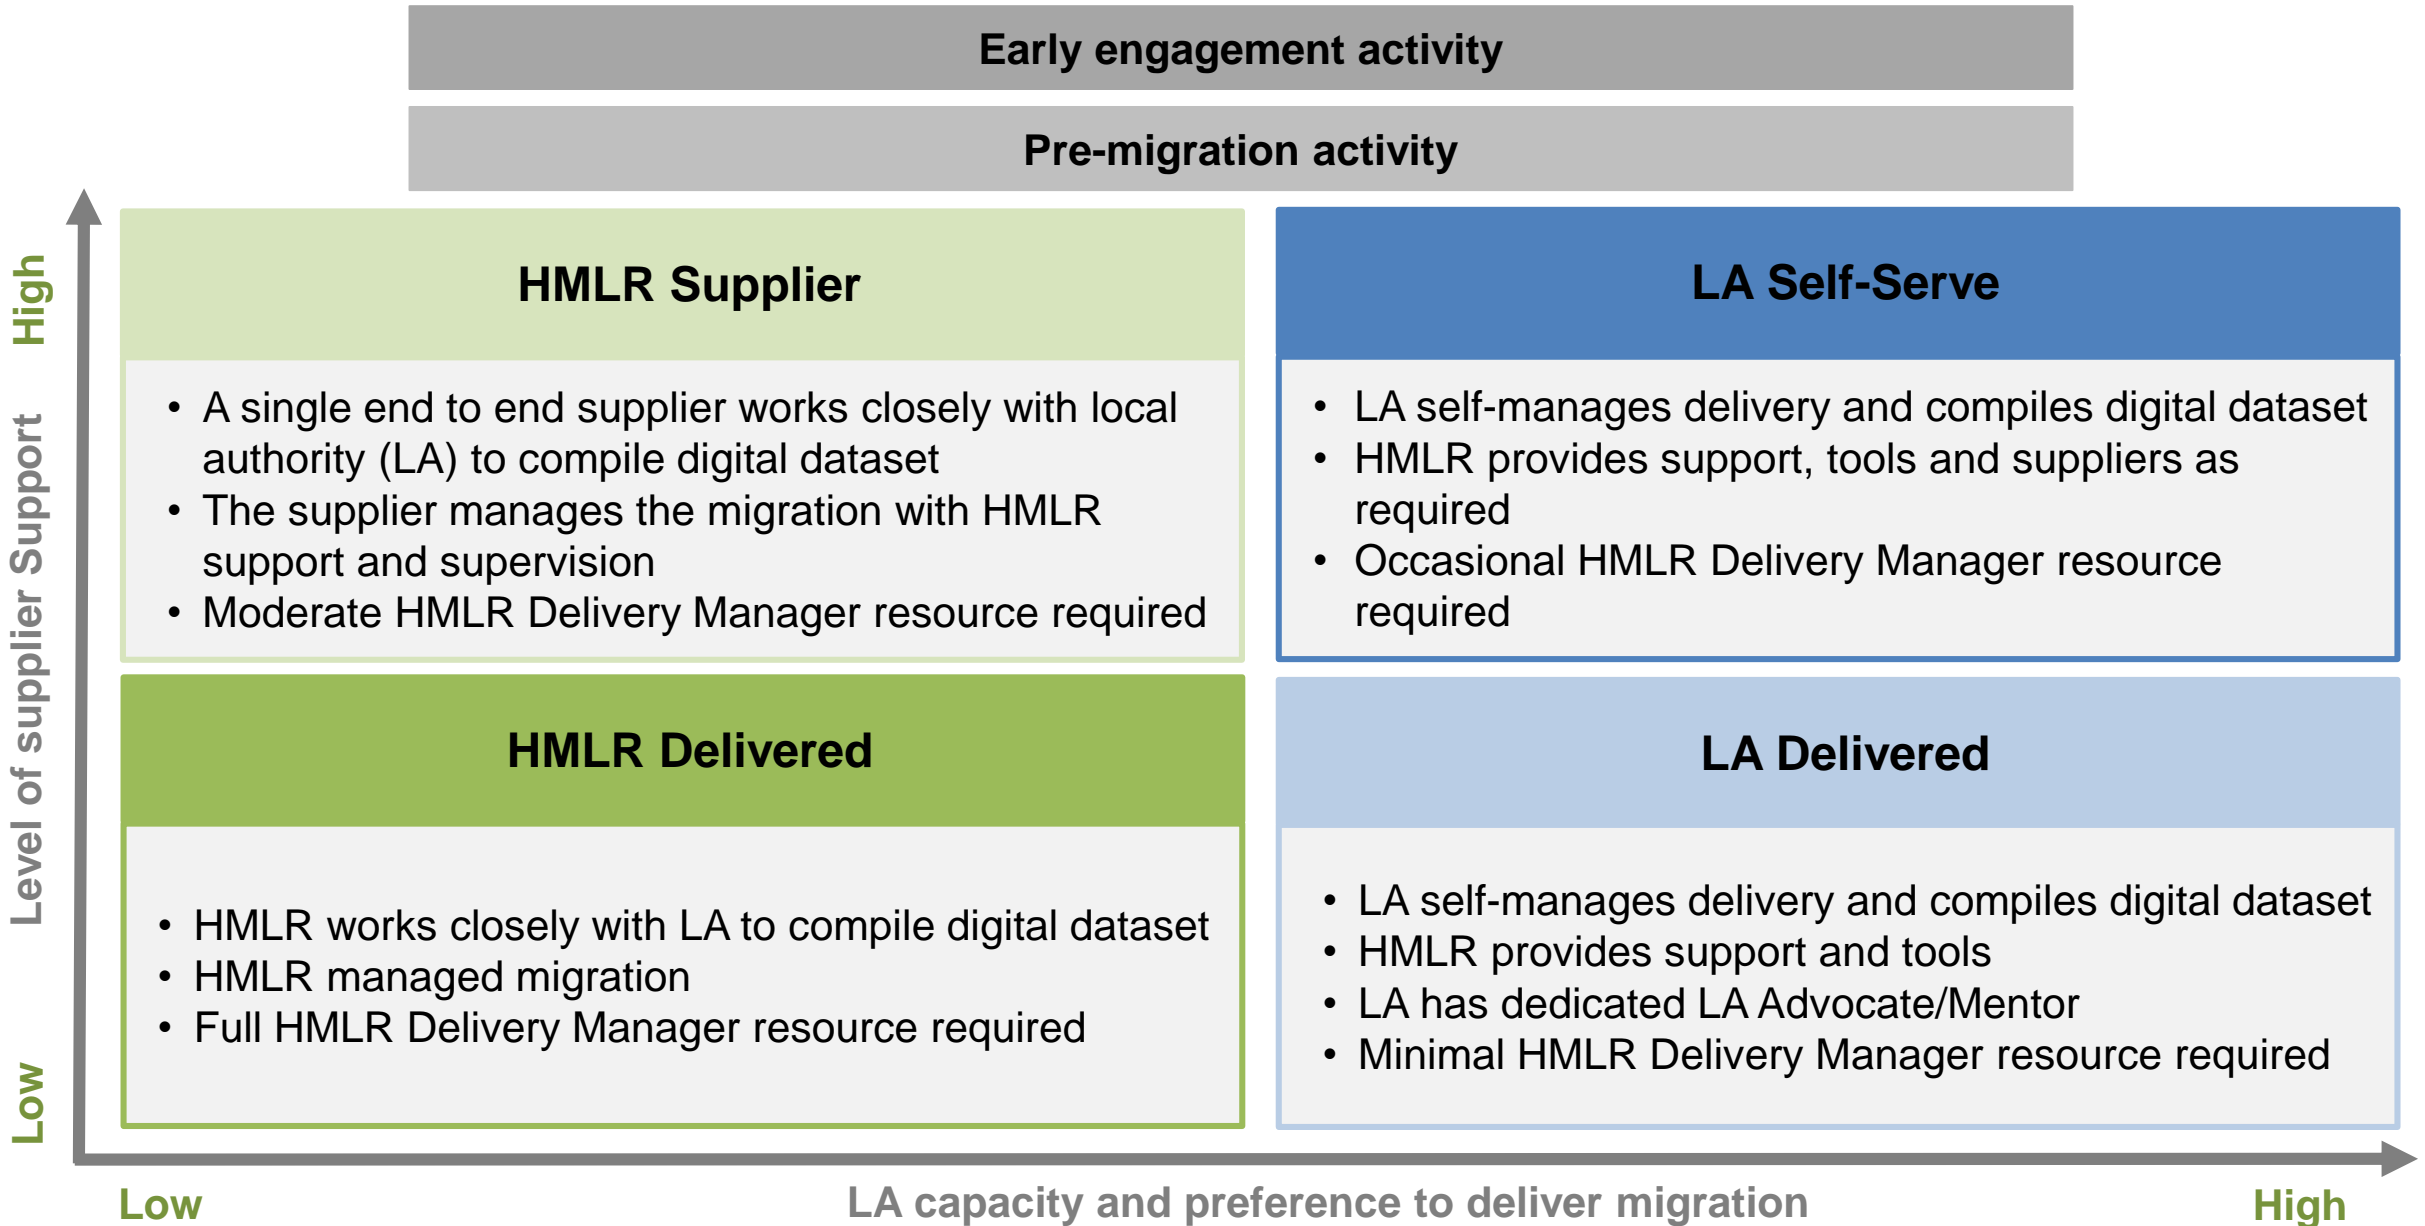 Early engagement activity
Pre-migration activity
High
Level of supplier Support
Low
HMLR Supplier
• A single end to end supplier works closely with local
authority (LA) to compile digital dataset
• The supplier manages the migration with HMLR
support and supervision
• Moderate HMLR Delivery Manager resource required
LA Self-Serve
• LA self-manages delivery and compiles digital dataset
• HMLR provides support, tools and suppliers as
required
• Occasional HMLR Delivery Manager resource
required
HMLR Delivered
• HMLR works closely with LA to compile digital dataset
• HMLR managed migration
• Full HMLR Delivery Manager resource required
LA Delivered
• LA self-manages delivery and compiles digital dataset
• HMLR provides support and tools
• LA has dedicated LA Advocate/Mentor
• Minimal HMLR Delivery Manager resource required
Low
LA capacity and preference to deliver migration
High